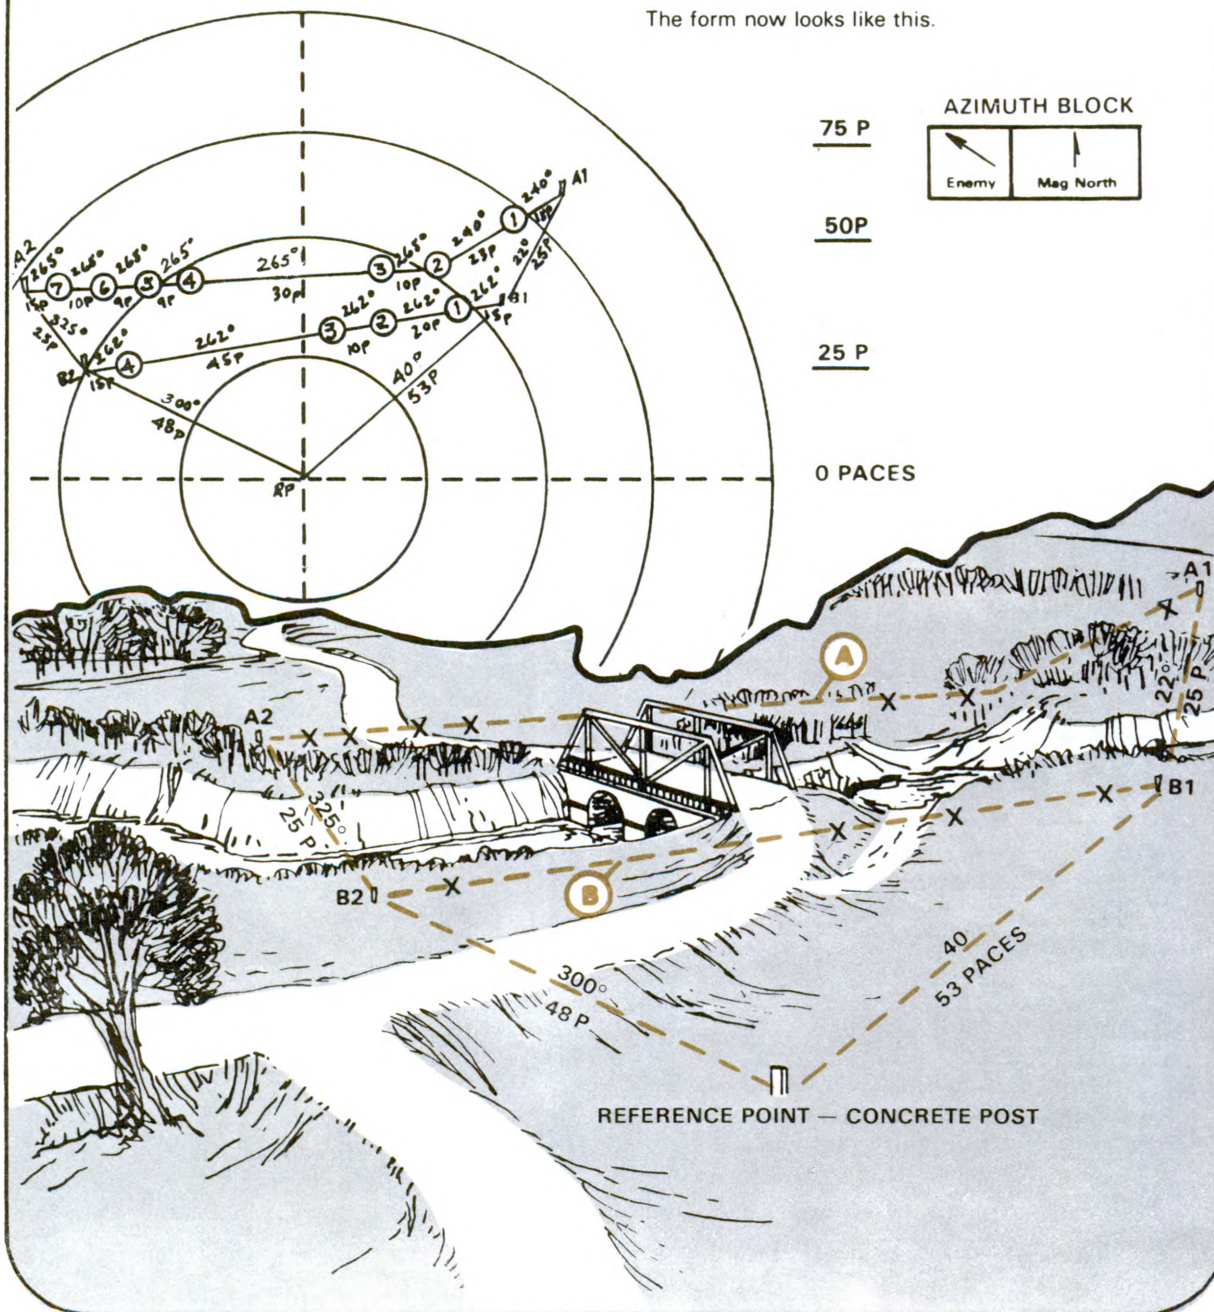 The form now looks like this.
AZIMUTH BLOCK
Enemy
Mag North
75 P
50P
25 P
0 PACES
A1
240°
15P
1
240°
23P
2
265°
10P
3
265°
30P
4
265°
9P
5
265°
9P
6
265°
10P
7
265°
15P
A2
22°
25P
B1
262°
15P
1
262°
20P
2
262°
10P
3
262°
45P
4
262°
15P
B2
325°
25P
300°
48P
40°
53P
RP
A1
A
22°
25 P
A2
X
X
X
X
X
X
X
B1
325°
25 P
X
X
X
X
B2
B
300°
48 P
40
53 PACES
REFERENCE POINT — CONCRETE POST